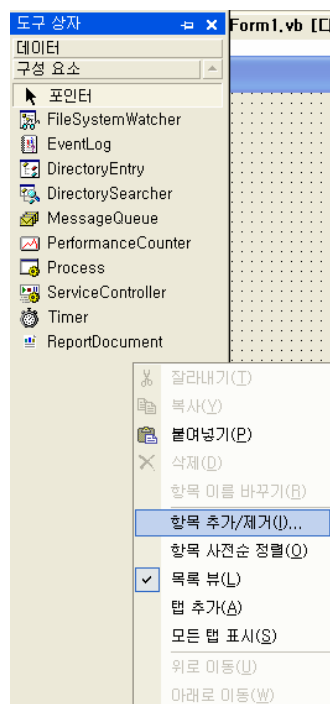 도구 상자
Form1.vb [디
데이터
구성 요소
포인터
FileSystemWatcher
EventLog
DirectoryEntry
DirectorySearcher
MessageQueue
PerformanceCounter
Process
ServiceController
Timer
ReportDocument
잘라내기(T)
복사(Y)
붙여넣기(P)
삭제(D)
항목 이름 바꾸기(R)
항목 추가/제거(I)...
항목 사전순 정렬(O)
목록 뷰(L)
탭 추가(A)
모든 탭 표시(S)
위로 이동(U)
아래로 이동(W)